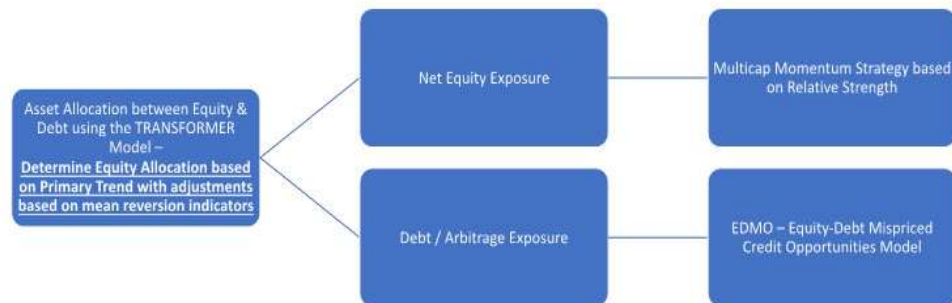 Asset Allocation between Equity &
Debt using the TRANSFORMER
Model –
Determine Equity Allocation based
on Primary Trend with adjustments
based on mean reversion indicators
Net Equity Exposure
Multicap Momentum Strategy based
on Relative Strength
Debt / Arbitrage Exposure
EDMO – Equity-Debt Mispriced
Credit Opportunities Model